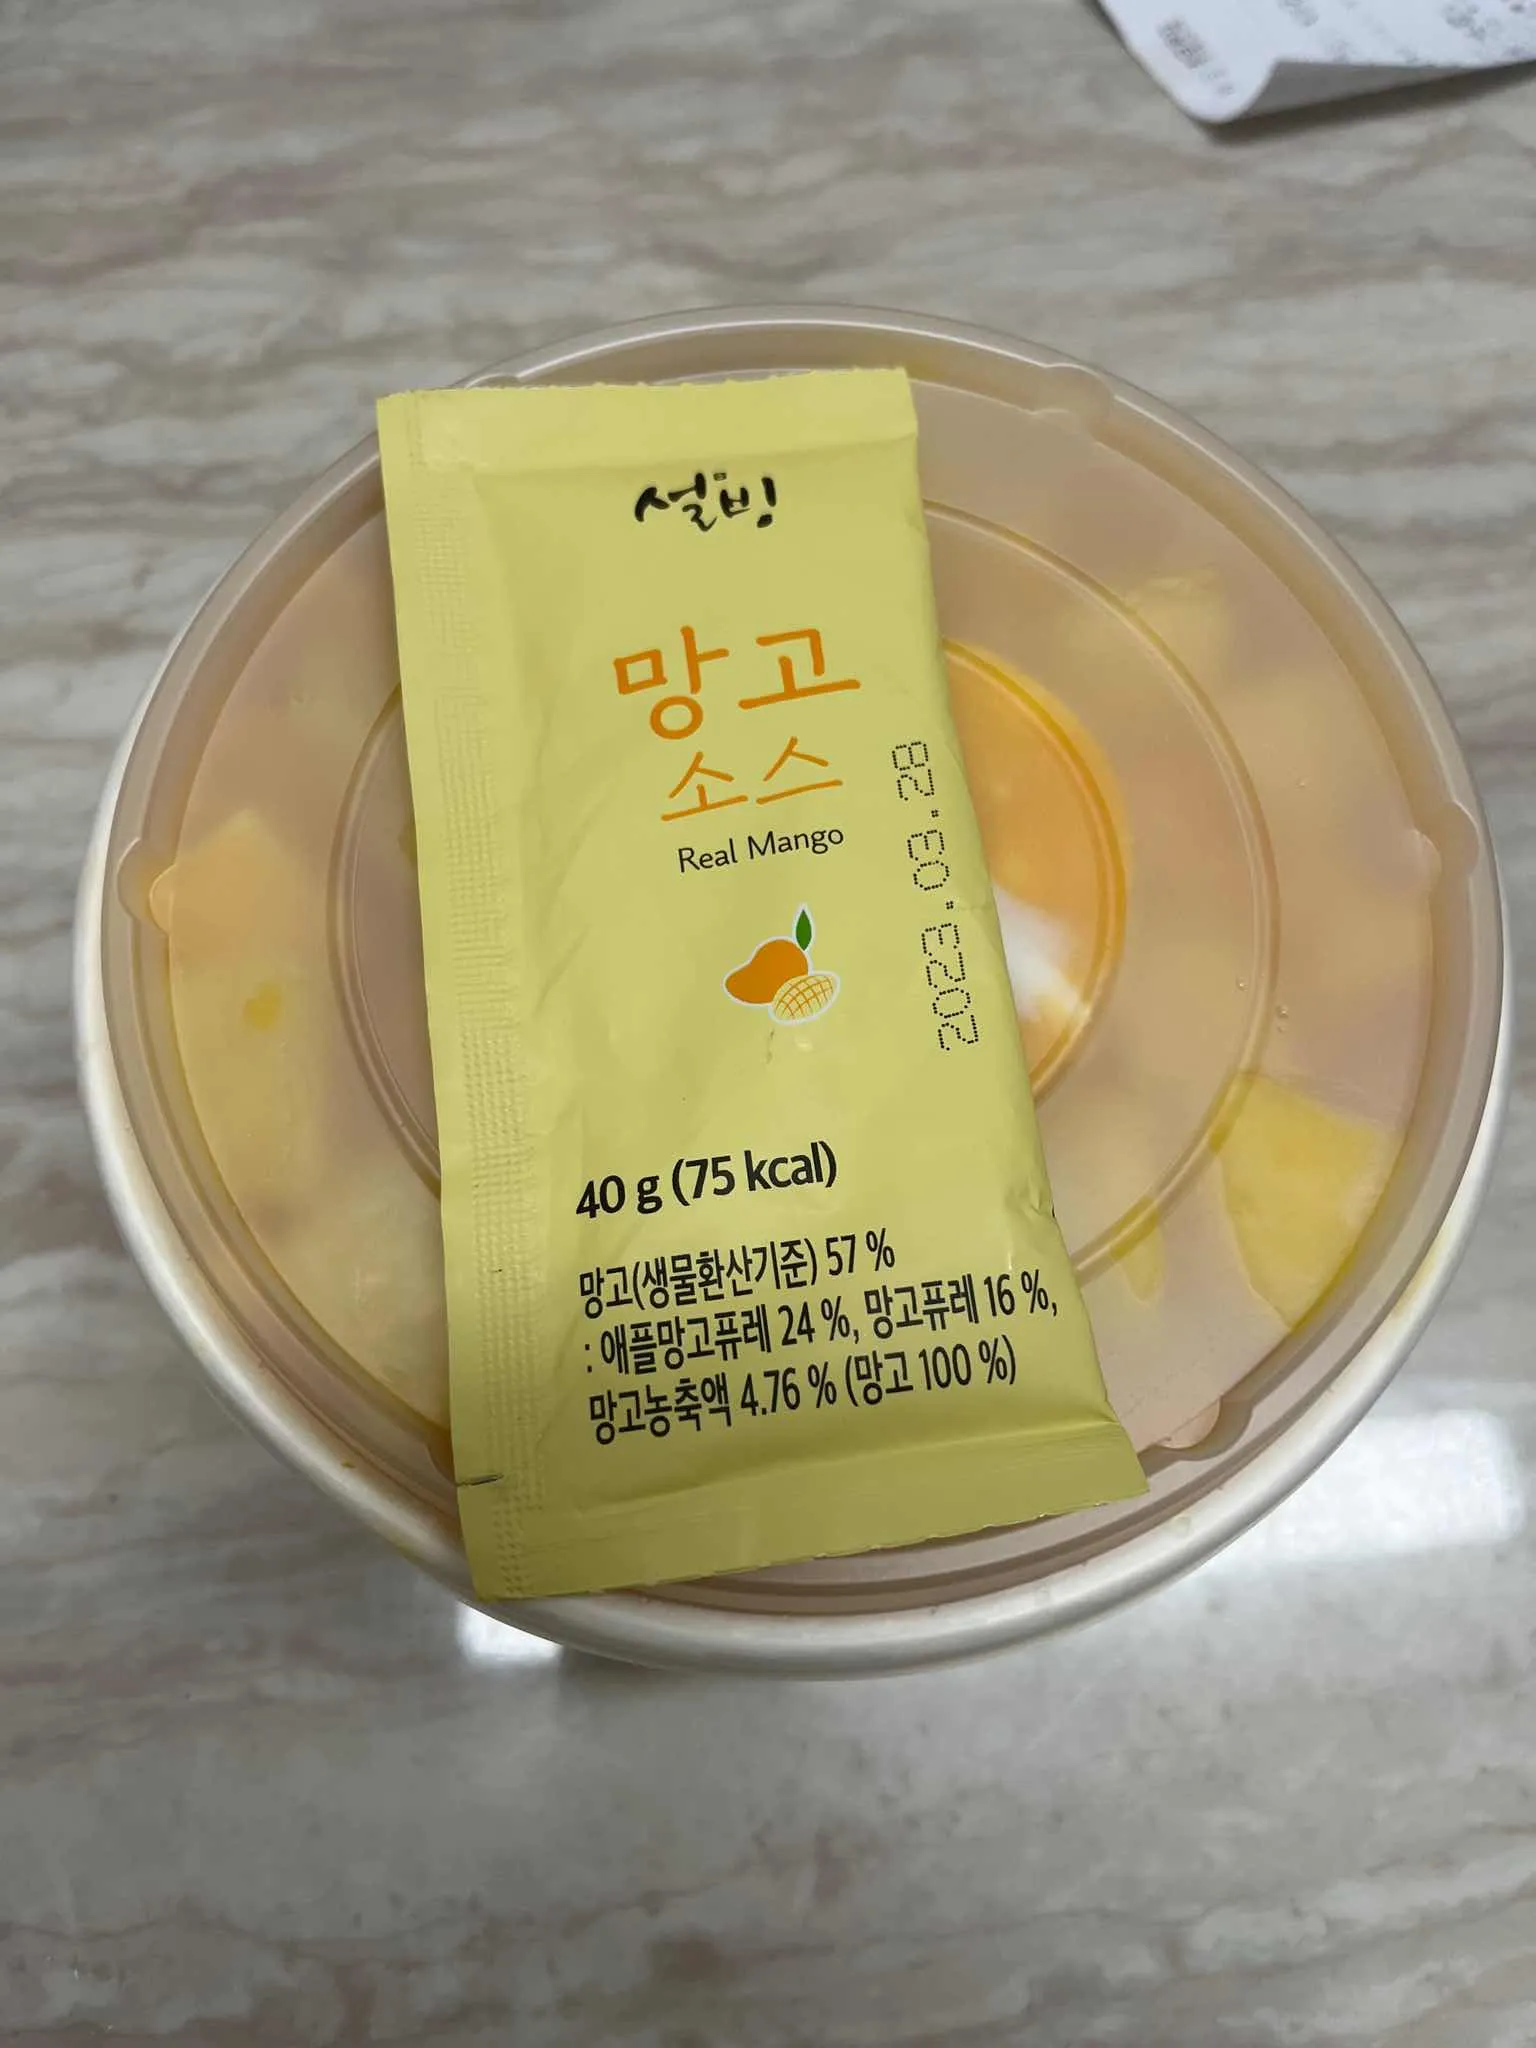 설빙
망고
소스
Real Mango
2023.03.28
40 g (75 kcal)
망고(생물환산기준) 57 %
: 애플망고퓨레 24 %, 망고퓨레 16 %,
망고농축액 4.76 % (망고 100 %)